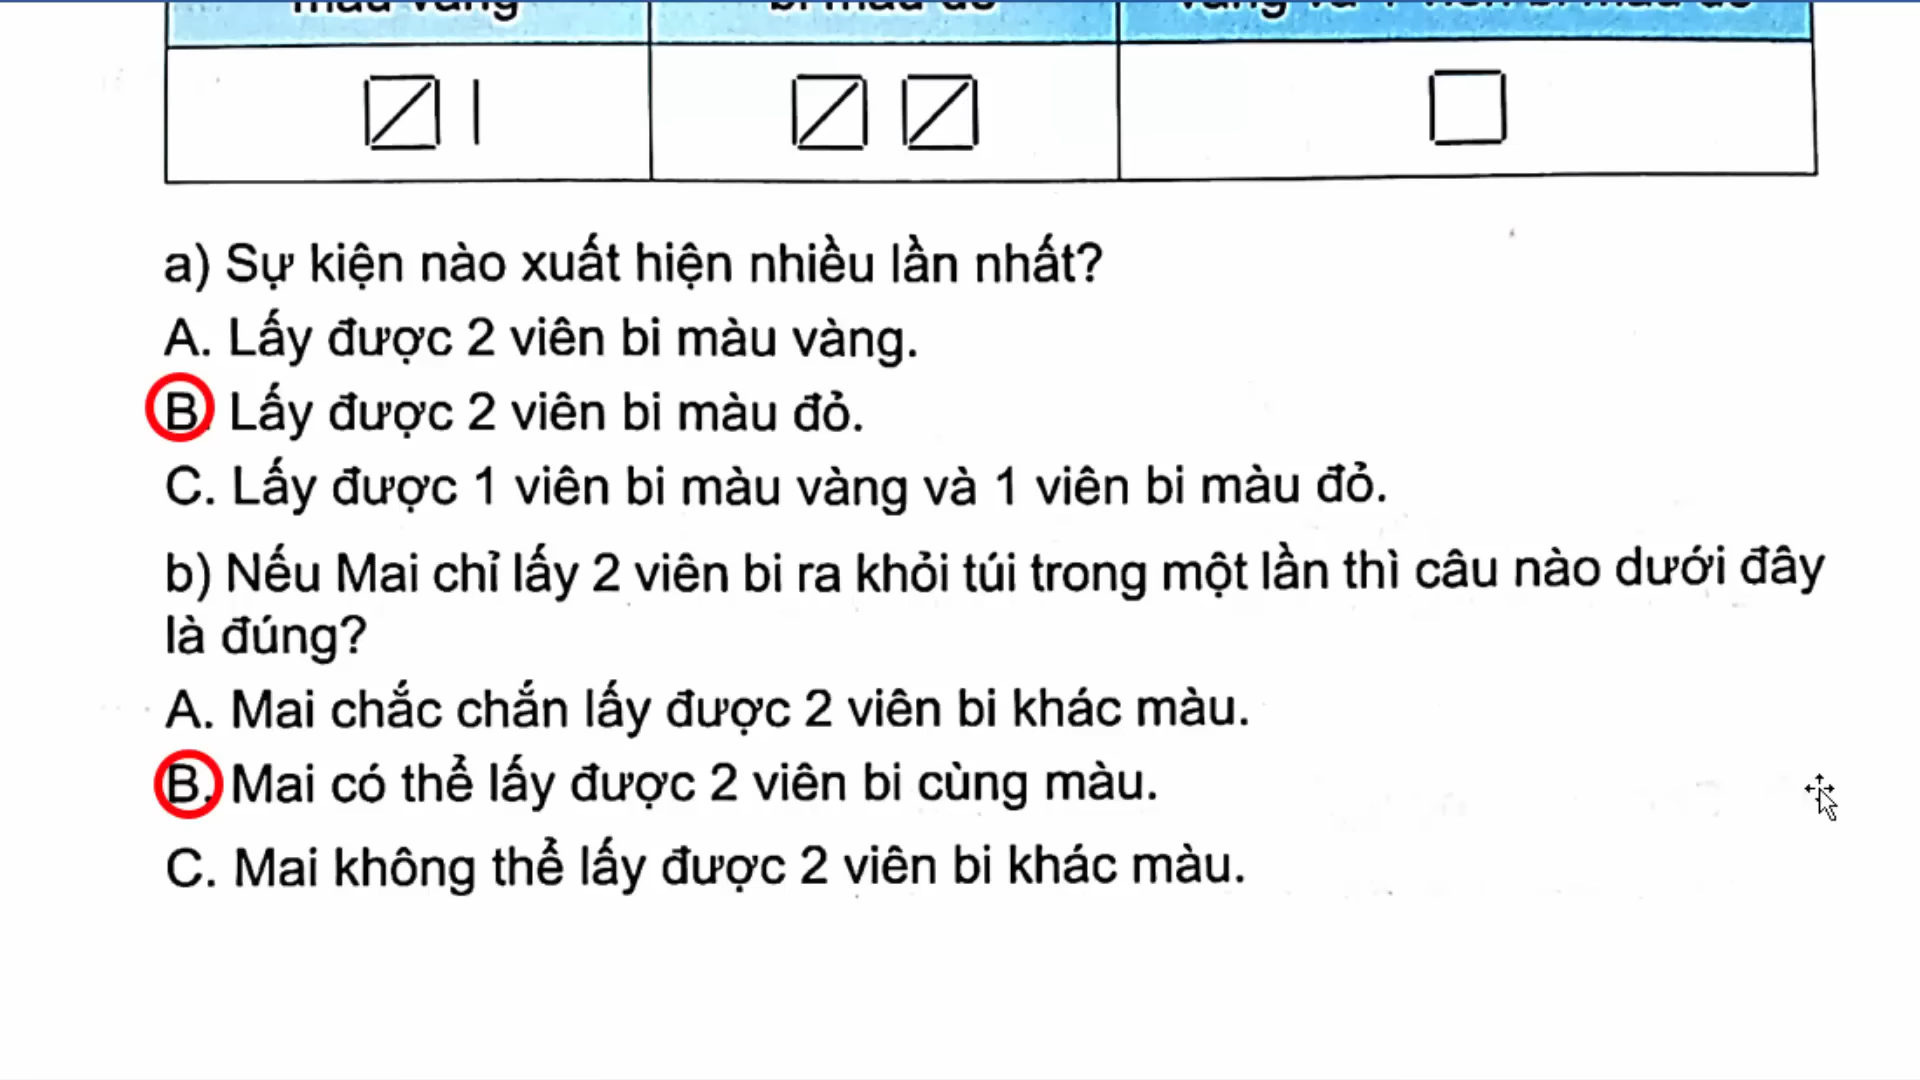 a) Sự kiện nào xuất hiện nhiều lần nhất?
A. Lấy được 2 viên bi màu vàng.
B. Lấy được 2 viên bi màu đỏ.
C. Lấy được 1 viên bi màu vàng và 1 viên bi màu đỏ.
b) Nếu Mai chỉ lấy 2 viên bi ra khỏi túi trong một lần thì câu nào dưới đây
là đúng?
A. Mai chắc chắn lấy được 2 viên bi khác màu.
B. Mai có thể lấy được 2 viên bi cùng màu.
C. Mai không thể lấy được 2 viên bi khác màu.